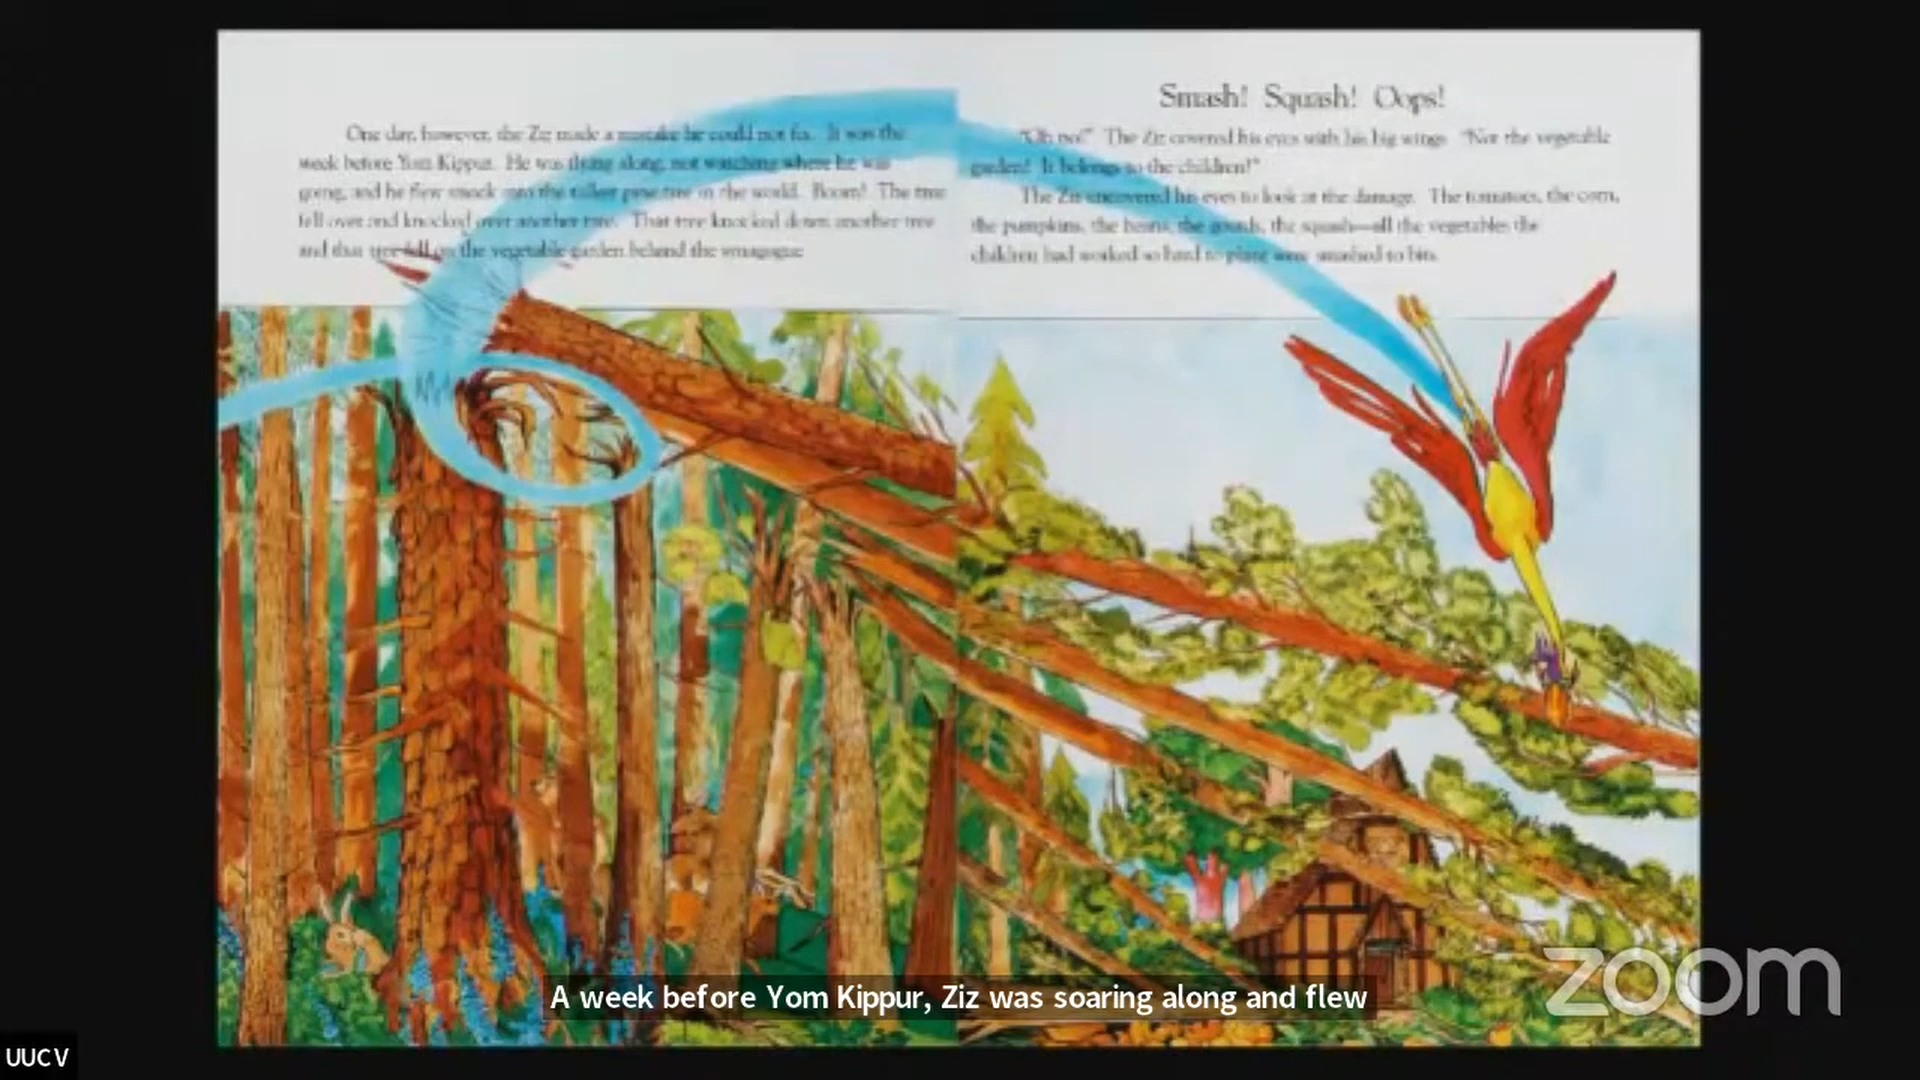 One day, however, the Ziz made a mistake he could not fix. It was the
week before Yom Kippur. He was flying along, not watching where he was
going, and he flew smack into the tallest pine tree in the world. Boom! The tree
fell over and knocked over another tree. That tree knocked down another tree
and that tree fell on the vegetable garden behind the synagogue.
Smash! Squash! Oops!
"Oh no!" The Ziz covered his eyes with his big wings. "Not the vegetable
garden! It belongs to the children!"
The Ziz uncovered his eyes to look at the damage. The tomatoes, the corn,
the pumpkins, the beans, the gourds, the squash—all the vegetables the
children had worked so hard to plant were smashed to bits.
A week before Yom Kippur, Ziz was soaring along and flew
zoom
UUCV